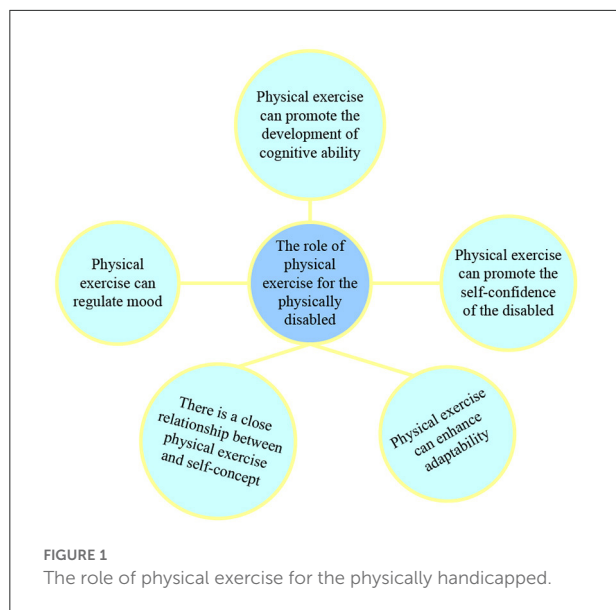 Physical exercise
can promote the
development of
cognitive ability
Physical
exercise can
regulate mood
The role of
physical
exercise for the
physically
disabled
Physical exercise
can promote the
self-confidence
of the disabled
There is a close
relationship between
physical exercise
and self-concept
Physical exercise
can enhance
adaptability
FIGURE 1
The role of physical exercise for the physically handicapped.